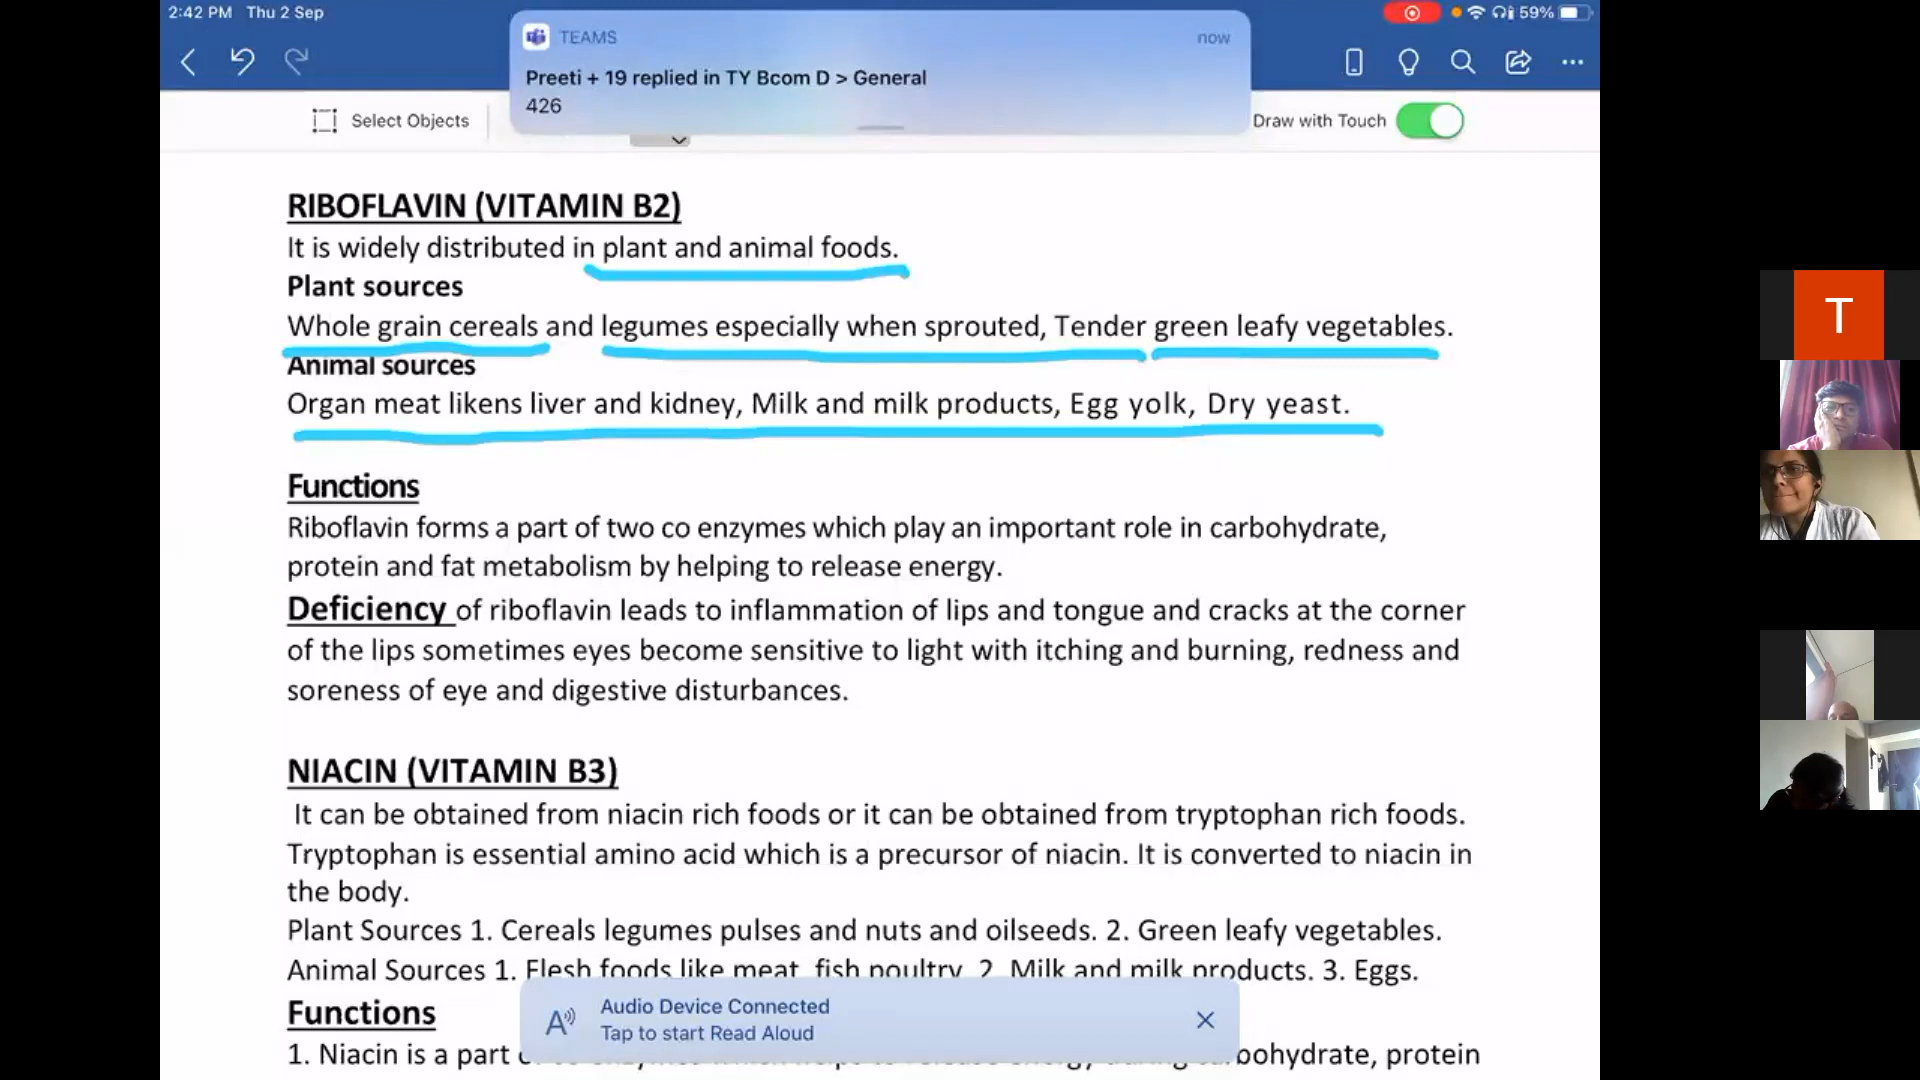 2:42 PM Thu 2 Sep
59%
TEAMS
now
Preeti + 19 replied in TY Bcom D > General
426
Select Objects
Draw with Touch
RIBOFLAVIN (VITAMIN B2)
It is widely distributed in plant and animal foods.
Plant sources
Whole grain cereals and legumes especially when sprouted, Tender green leafy vegetables.
Animal sources
Organ meat likens liver and kidney, Milk and milk products, Egg yolk, Dry yeast.
Functions
Riboflavin forms a part of two co enzymes which play an important role in carbohydrate,
protein and fat metabolism by helping to release energy.
Deficiency of riboflavin leads to inflammation of lips and tongue and cracks at the corner
of the lips sometimes eyes become sensitive to light with itching and burning, redness and
soreness of eye and digestive disturbances.
NIACIN (VITAMIN B3)
It can be obtained from niacin rich foods or it can be obtained from tryptophan rich foods.
Tryptophan is essential amino acid which is a precursor of niacin. It is converted to niacin in
the body.
Plant Sources 1. Cereals legumes pulses and nuts and oilseeds. 2. Green leafy vegetables.
Animal Sources 1. Flesh foods like meat, fish poultry. 2. Milk and milk products. 3. Eggs.
Functions
Audio Device Connected
Tap to start Read Aloud
1. Niacin is a part protein
T